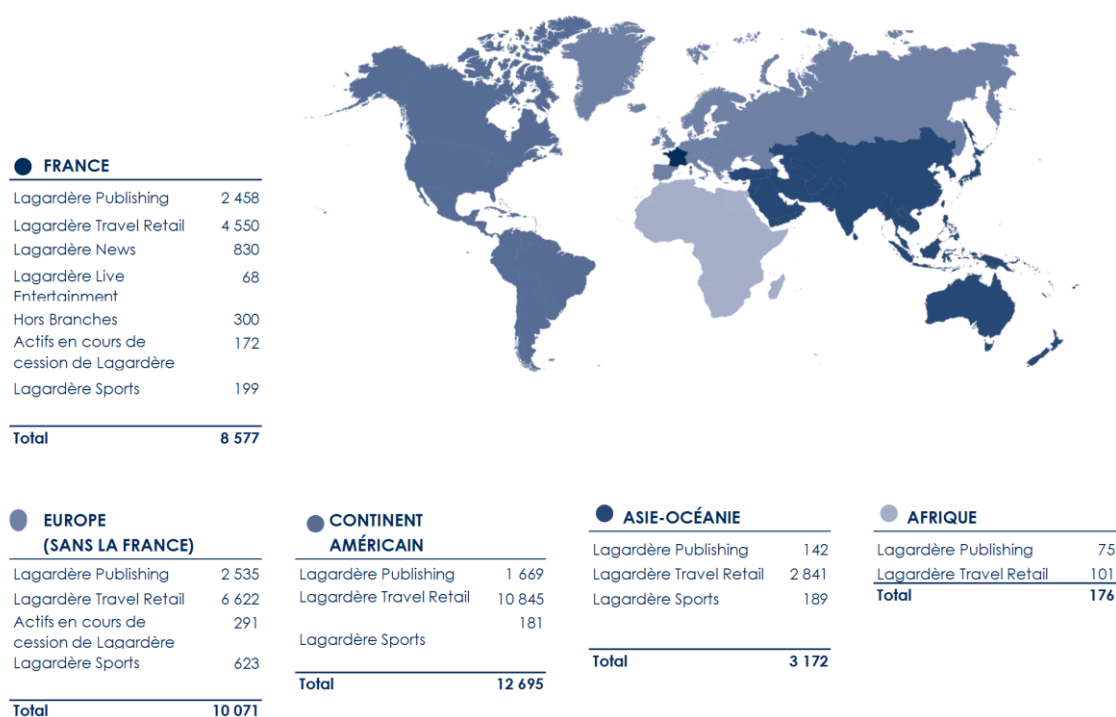 FRANCE
Lagardère Publishing 2 458
Lagardère Travel Retail 4 550
Lagardère News 830
Lagardère Live 68
Entertainment
Hors Branches 300
Actifs en cours de 172
cession de Lagardère
Lagardère Sports 199
Total 8 577
EUROPE
(SANS LA FRANCE)
Lagardère Publishing 2 535
Lagardère Travel Retail 6 622
Actifs en cours de 291
cession de Lagardère
Lagardère Sports 623
Total 10 071
CONTINENT
AMÉRICAIN
Lagardère Publishing 1 669
Lagardère Travel Retail 10 845
181
Lagardère Sports
Total 12 695
ASIE-OCÉANIE
Lagardère Publishing 142
Lagardère Travel Retail 2 841
Lagardère Sports 189
Total 3 172
AFRIQUE
Lagardère Publishing 75
Lagardère Travel Retail 101
Total 176